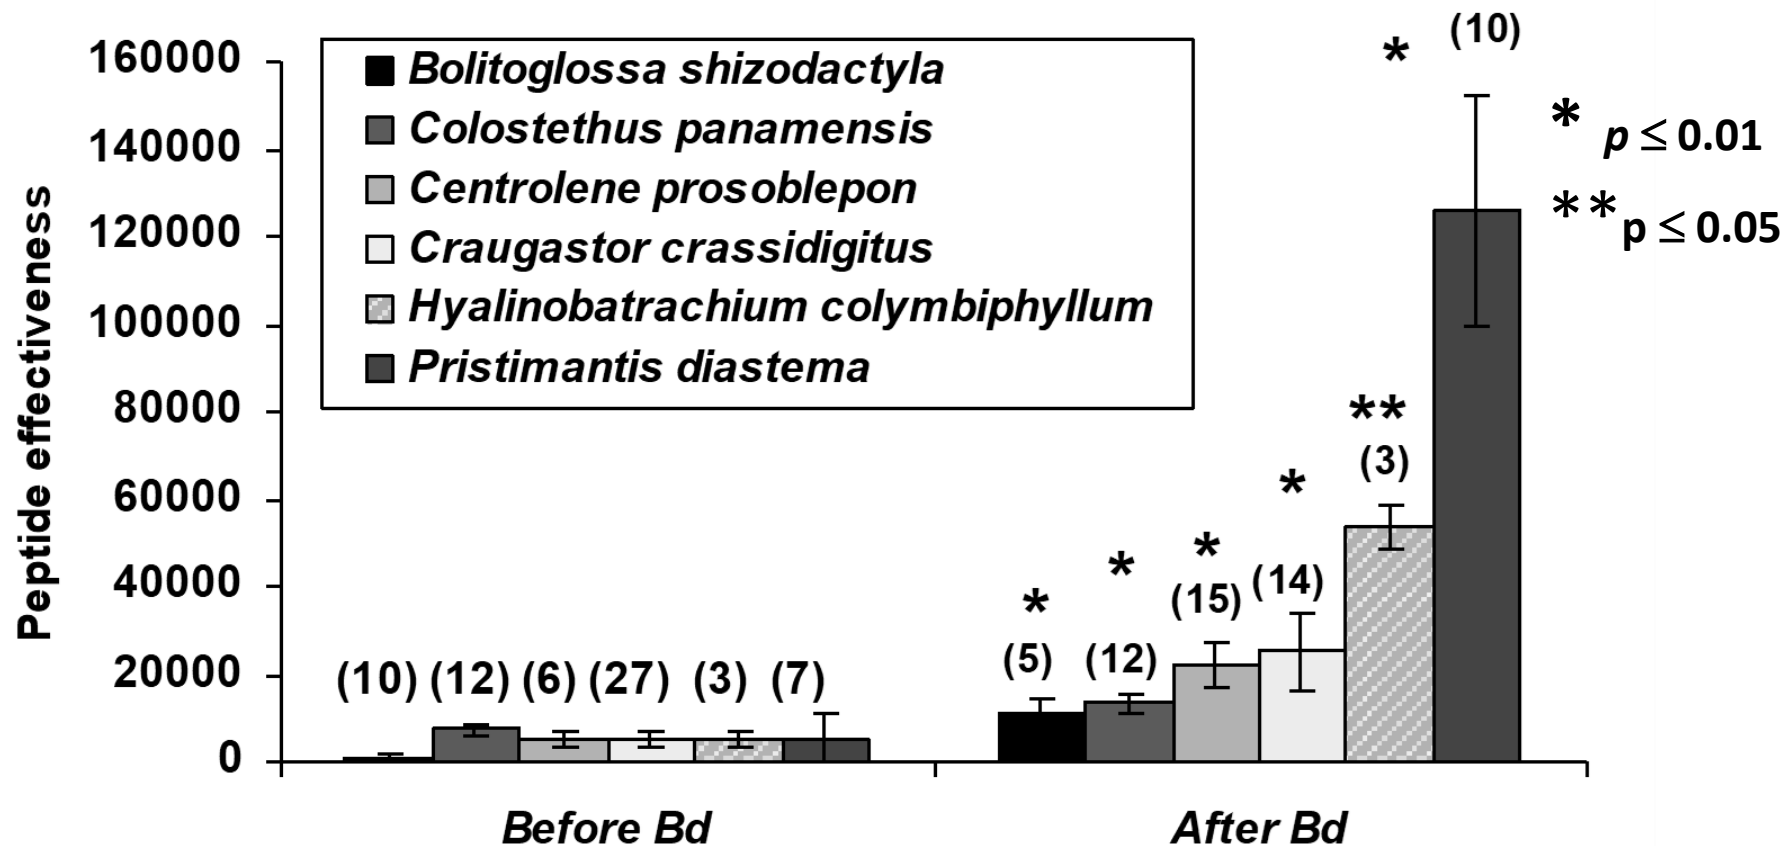 Peptide effectiveness
160000
140000
120000
100000
80000
60000
40000
20000
0
Bolitoglossa shizodactyla
Colostethus panamensis
Centrolene prosoblepon
Craugastor crassidigitus
Hyalinobatrachium colymbiphyllum
Pristimantis diastema
* p ≤ 0.01
** p ≤ 0.05
(10) (12) (6) (27) (3) (7)
* (5)
* (12)
* (15)
* (14)
** (3)
* (10)
Before Bd
After Bd